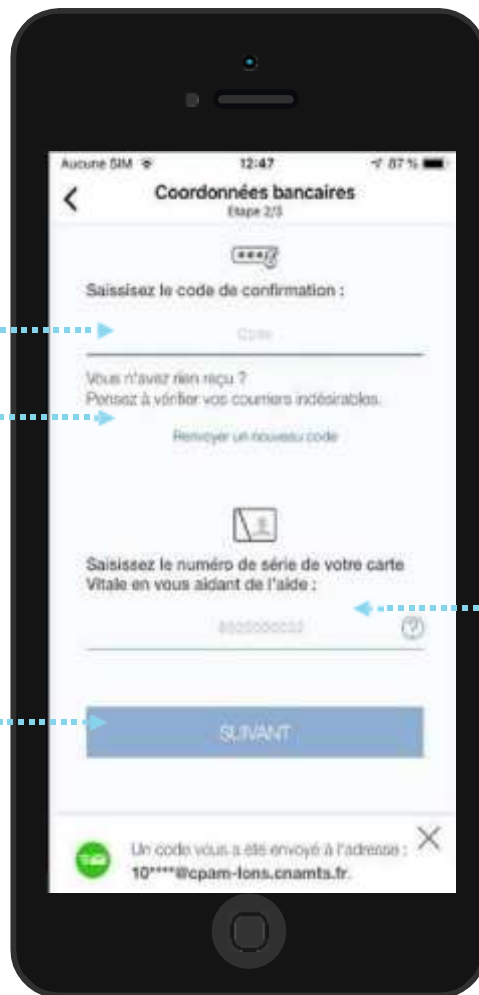 Aucune SIM 12:47 87 %
Coordonnées bancaires
Etape 2/3
Saisissez le code de confirmation :
Code
Vous n'avez rien reçu ?
Pensez à vérifier vos courriers indésirables.
Renvoyer un nouveau code
Saisissez le numéro de série de votre carte
Vitale en vous aidant de l'aide :
SUIVANT
Un code vous a été envoyé à l'adresse :
10****@cpam-lons.cnamts.fr.